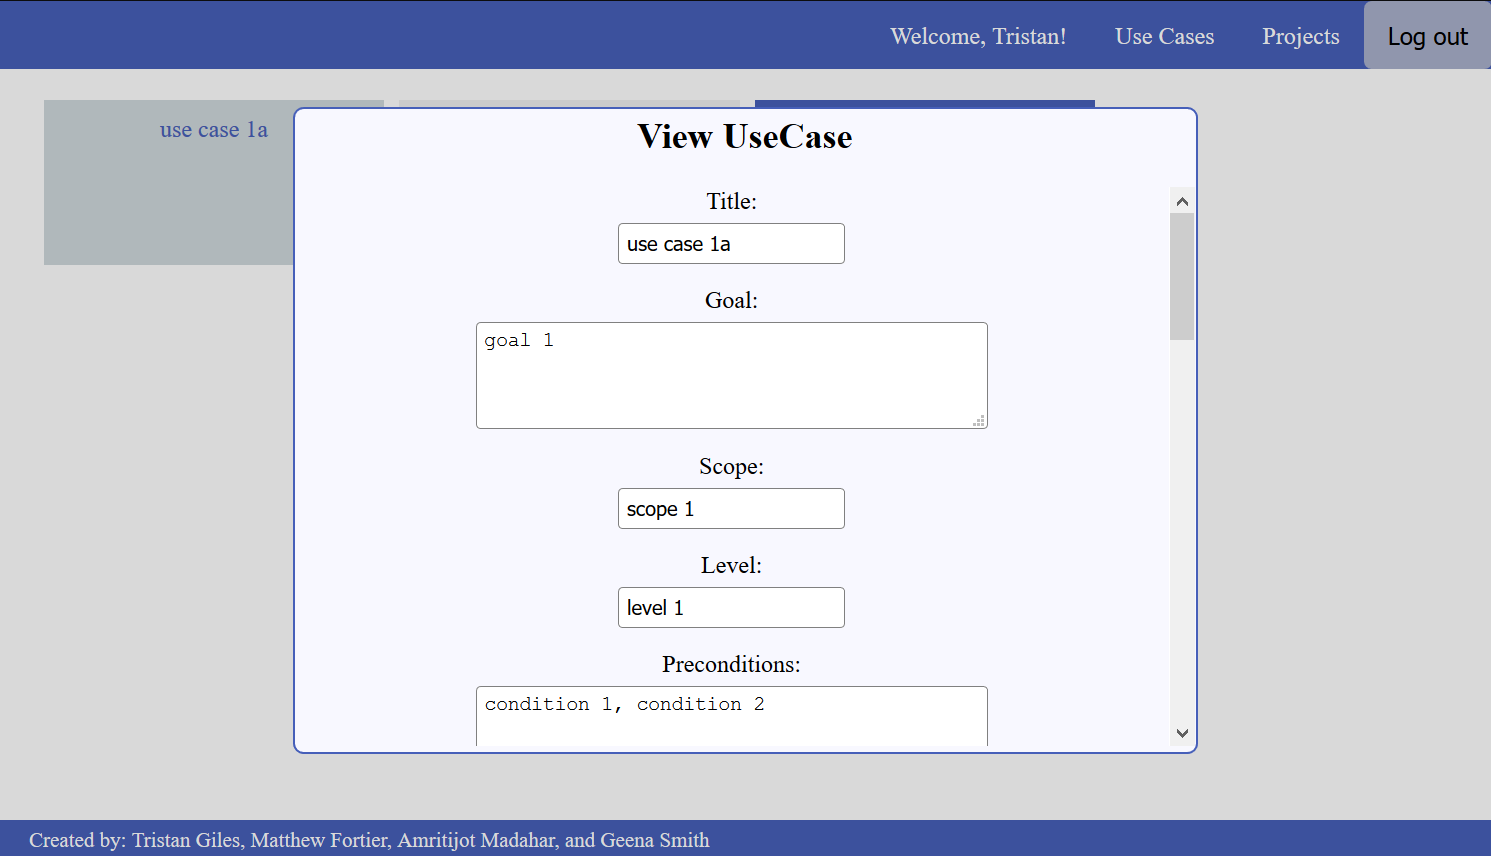 Welcome, Tristan! Use Cases Projects Log out
use case 1a
View UseCase
Title:
use case 1a
Goal:
goal 1
Scope:
scope 1
Level:
level 1
Preconditions:
condition 1, condition 2
Created by: Tristan Giles, Matthew Fortier, Amritijot Madahar, and Geena Smith